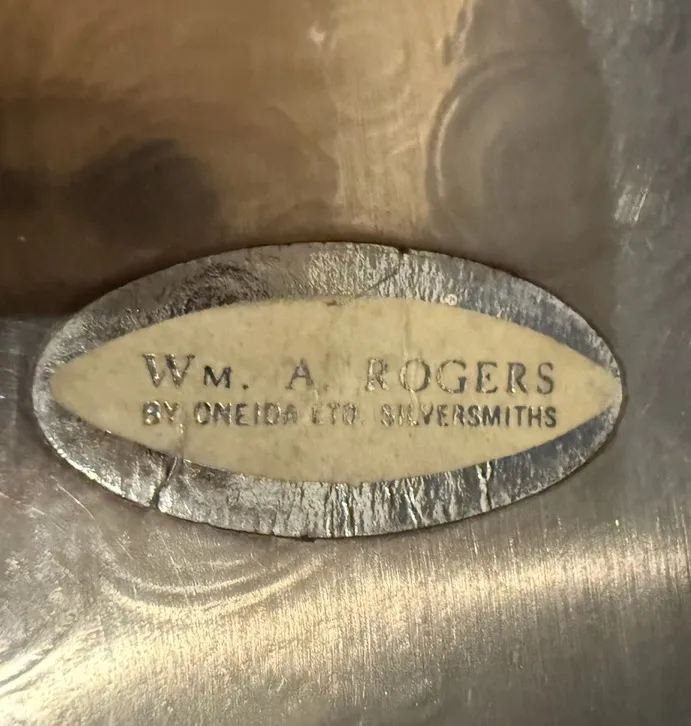 WM. A. ROGERS
BY ONEIDA LTD. SILVERSMITHS